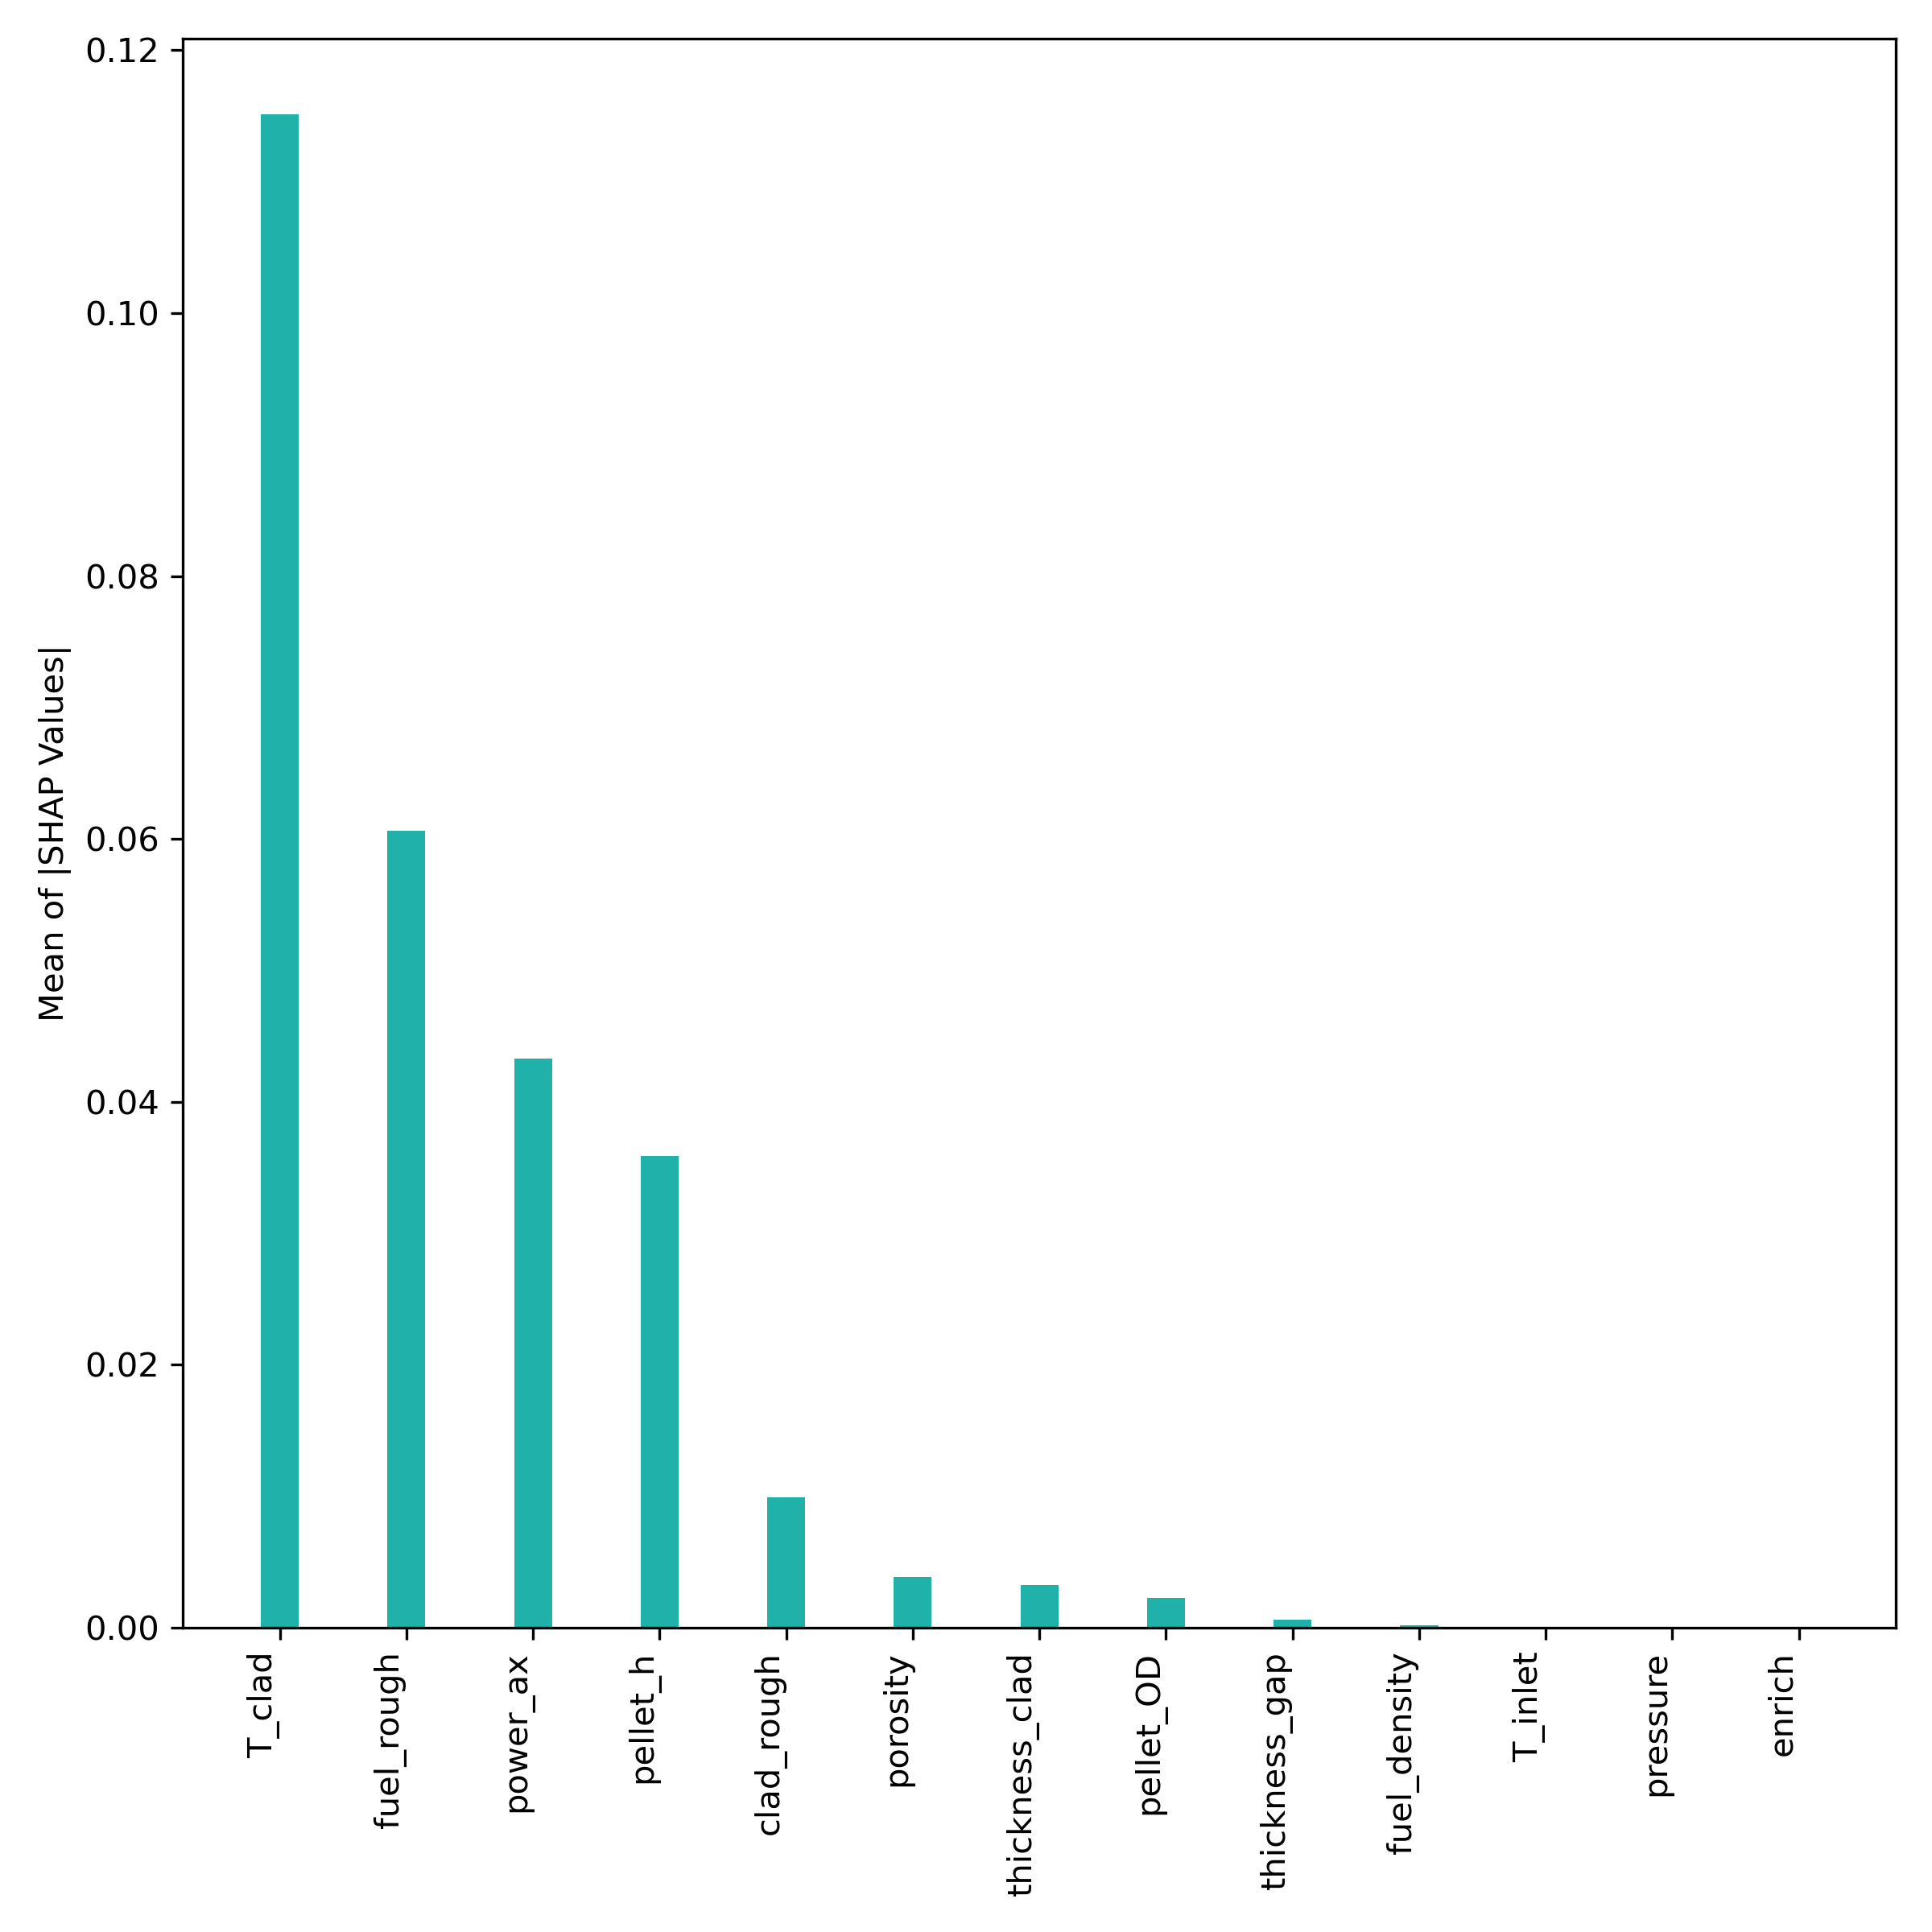 0.12
0.10
0.08
0.06
0.04
0.02
0.00
Mean of |SHAP Values|
T_clad
fuel_rough
power_ax
pellet_h
clad_rough
porosity
thickness_clad
pellet_OD
thickness_gap
fuel_density
T_inlet
pressure
enrich